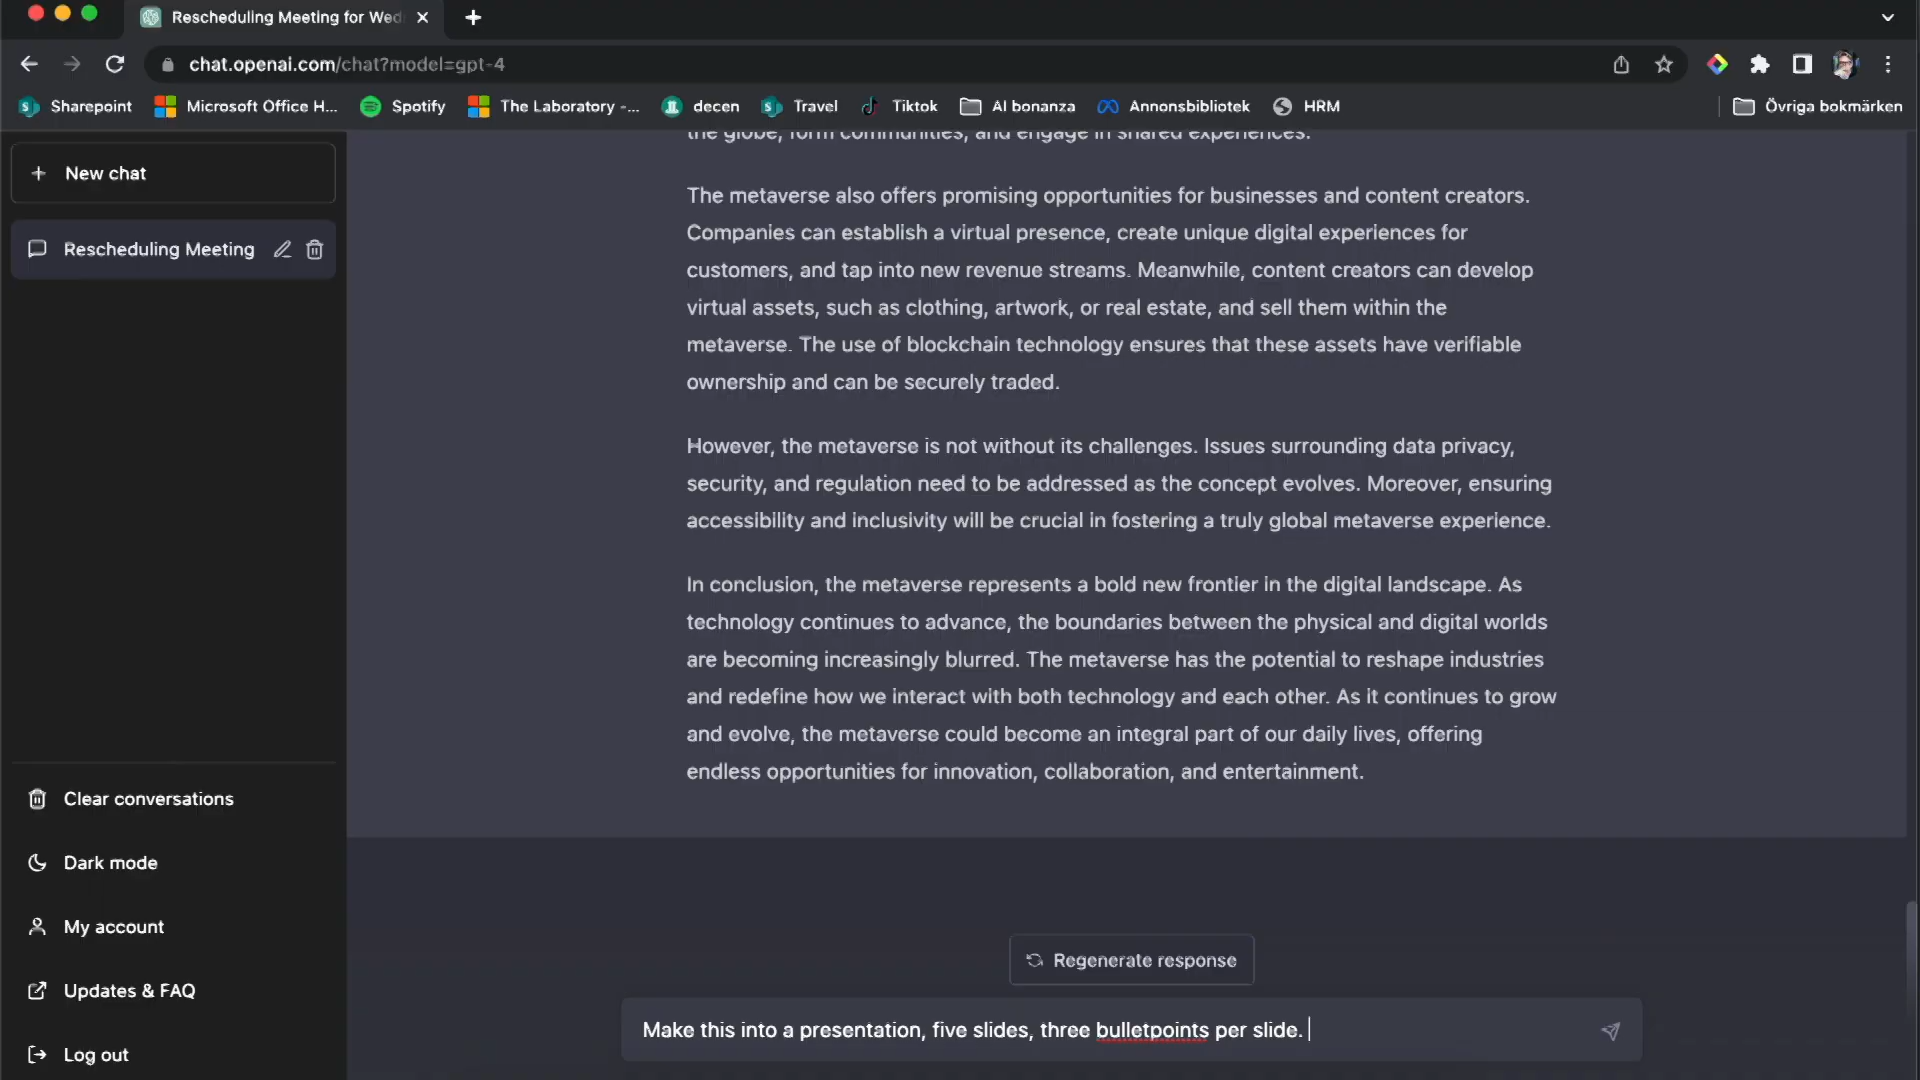 Rescheduling Meeting for Wed
chat.openai.com/chat?model=gpt-4
Sharepoint
Microsoft Office H...
Spotify
The Laboratory -...
decen
Travel
Tiktok
AI bonanza
Annonsbibliotek
HRM
Övriga bokmärken
New chat
Rescheduling Meeting
Clear conversations
Dark mode
My account
Updates & FAQ
Log out
the globe, form communities, and engage in shared experiences.
The metaverse also offers promising opportunities for businesses and content creators.
Companies can establish a virtual presence, create unique digital experiences for
customers, and tap into new revenue streams. Meanwhile, content creators can develop
virtual assets, such as clothing, artwork, or real estate, and sell them within the
metaverse. The use of blockchain technology ensures that these assets have verifiable
ownership and can be securely traded.
However, the metaverse is not without its challenges. Issues surrounding data privacy,
security, and regulation need to be addressed as the concept evolves. Moreover, ensuring
accessibility and inclusivity will be crucial in fostering a truly global metaverse experience.
In conclusion, the metaverse represents a bold new frontier in the digital landscape. As
technology continues to advance, the boundaries between the physical and digital worlds
are becoming increasingly blurred. The metaverse has the potential to reshape industries
and redefine how we interact with both technology and each other. As it continues to grow
and evolve, the metaverse could become an integral part of our daily lives, offering
endless opportunities for innovation, collaboration, and entertainment.
Regenerate response
Make this into a presentation, five slides, three bulletpoints per slide.